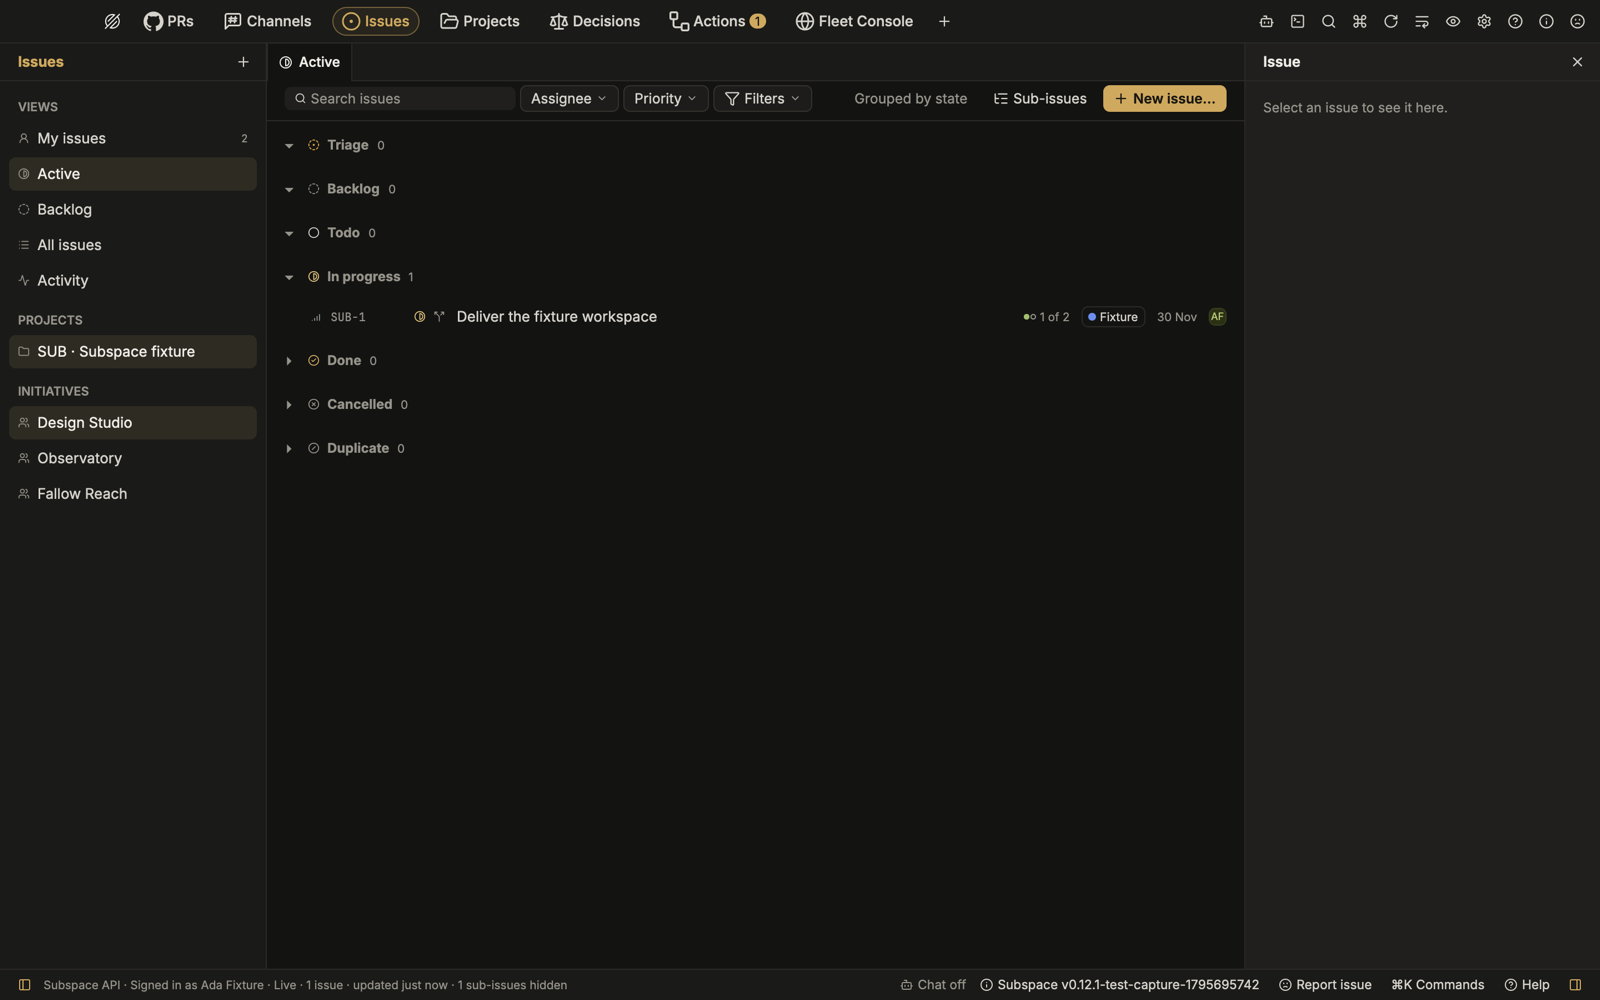 PRs Channels Issues Projects Decisions Actions 1 Fleet Console
Issues
Active
Issue
Search issues Assignee Priority Filters Grouped by state Sub-issues New issue...
Select an issue to see it here.
VIEWS
My issues 2
Active
Backlog
All issues
Activity
PROJECTS
SUB · Subspace fixture
INITIATIVES
Design Studio
Observatory
Fallow Reach
Triage 0
Backlog 0
Todo 0
In progress 1
SUB-1 Deliver the fixture workspace 1 of 2 Fixture 30 Nov AF
Done 0
Cancelled 0
Duplicate 0
Subspace API · Signed in as Ada Fixture · Live · 1 issue · updated just now · 1 sub-issues hidden Chat off Subspace v0.12.1-test-capture-1795695742 Report issue ⌘K Commands Help